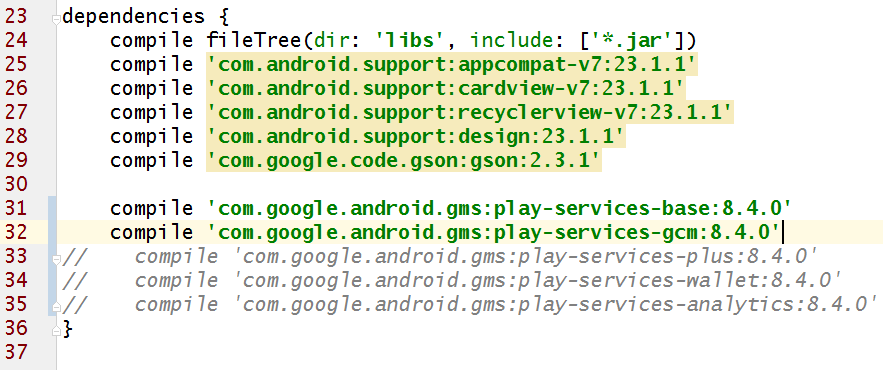 23 dependencies {
24     compile fileTree(dir: 'libs', include: ['*.jar'])
25     compile 'com.android.support:appcompat-v7:23.1.1'
26     compile 'com.android.support:cardview-v7:23.1.1'
27     compile 'com.android.support:recyclerview-v7:23.1.1'
28     compile 'com.android.support:design:23.1.1'
29     compile 'com.google.code.gson:gson:2.3.1'
30
31     compile 'com.google.android.gms:play-services-base:8.4.0'
32     compile 'com.google.android.gms:play-services-gcm:8.4.0'
33 //    compile 'com.google.android.gms:play-services-plus:8.4.0'
34 //    compile 'com.google.android.gms:play-services-wallet:8.4.0'
35 //    compile 'com.google.android.gms:play-services-analytics:8.4.0'
36 }
37